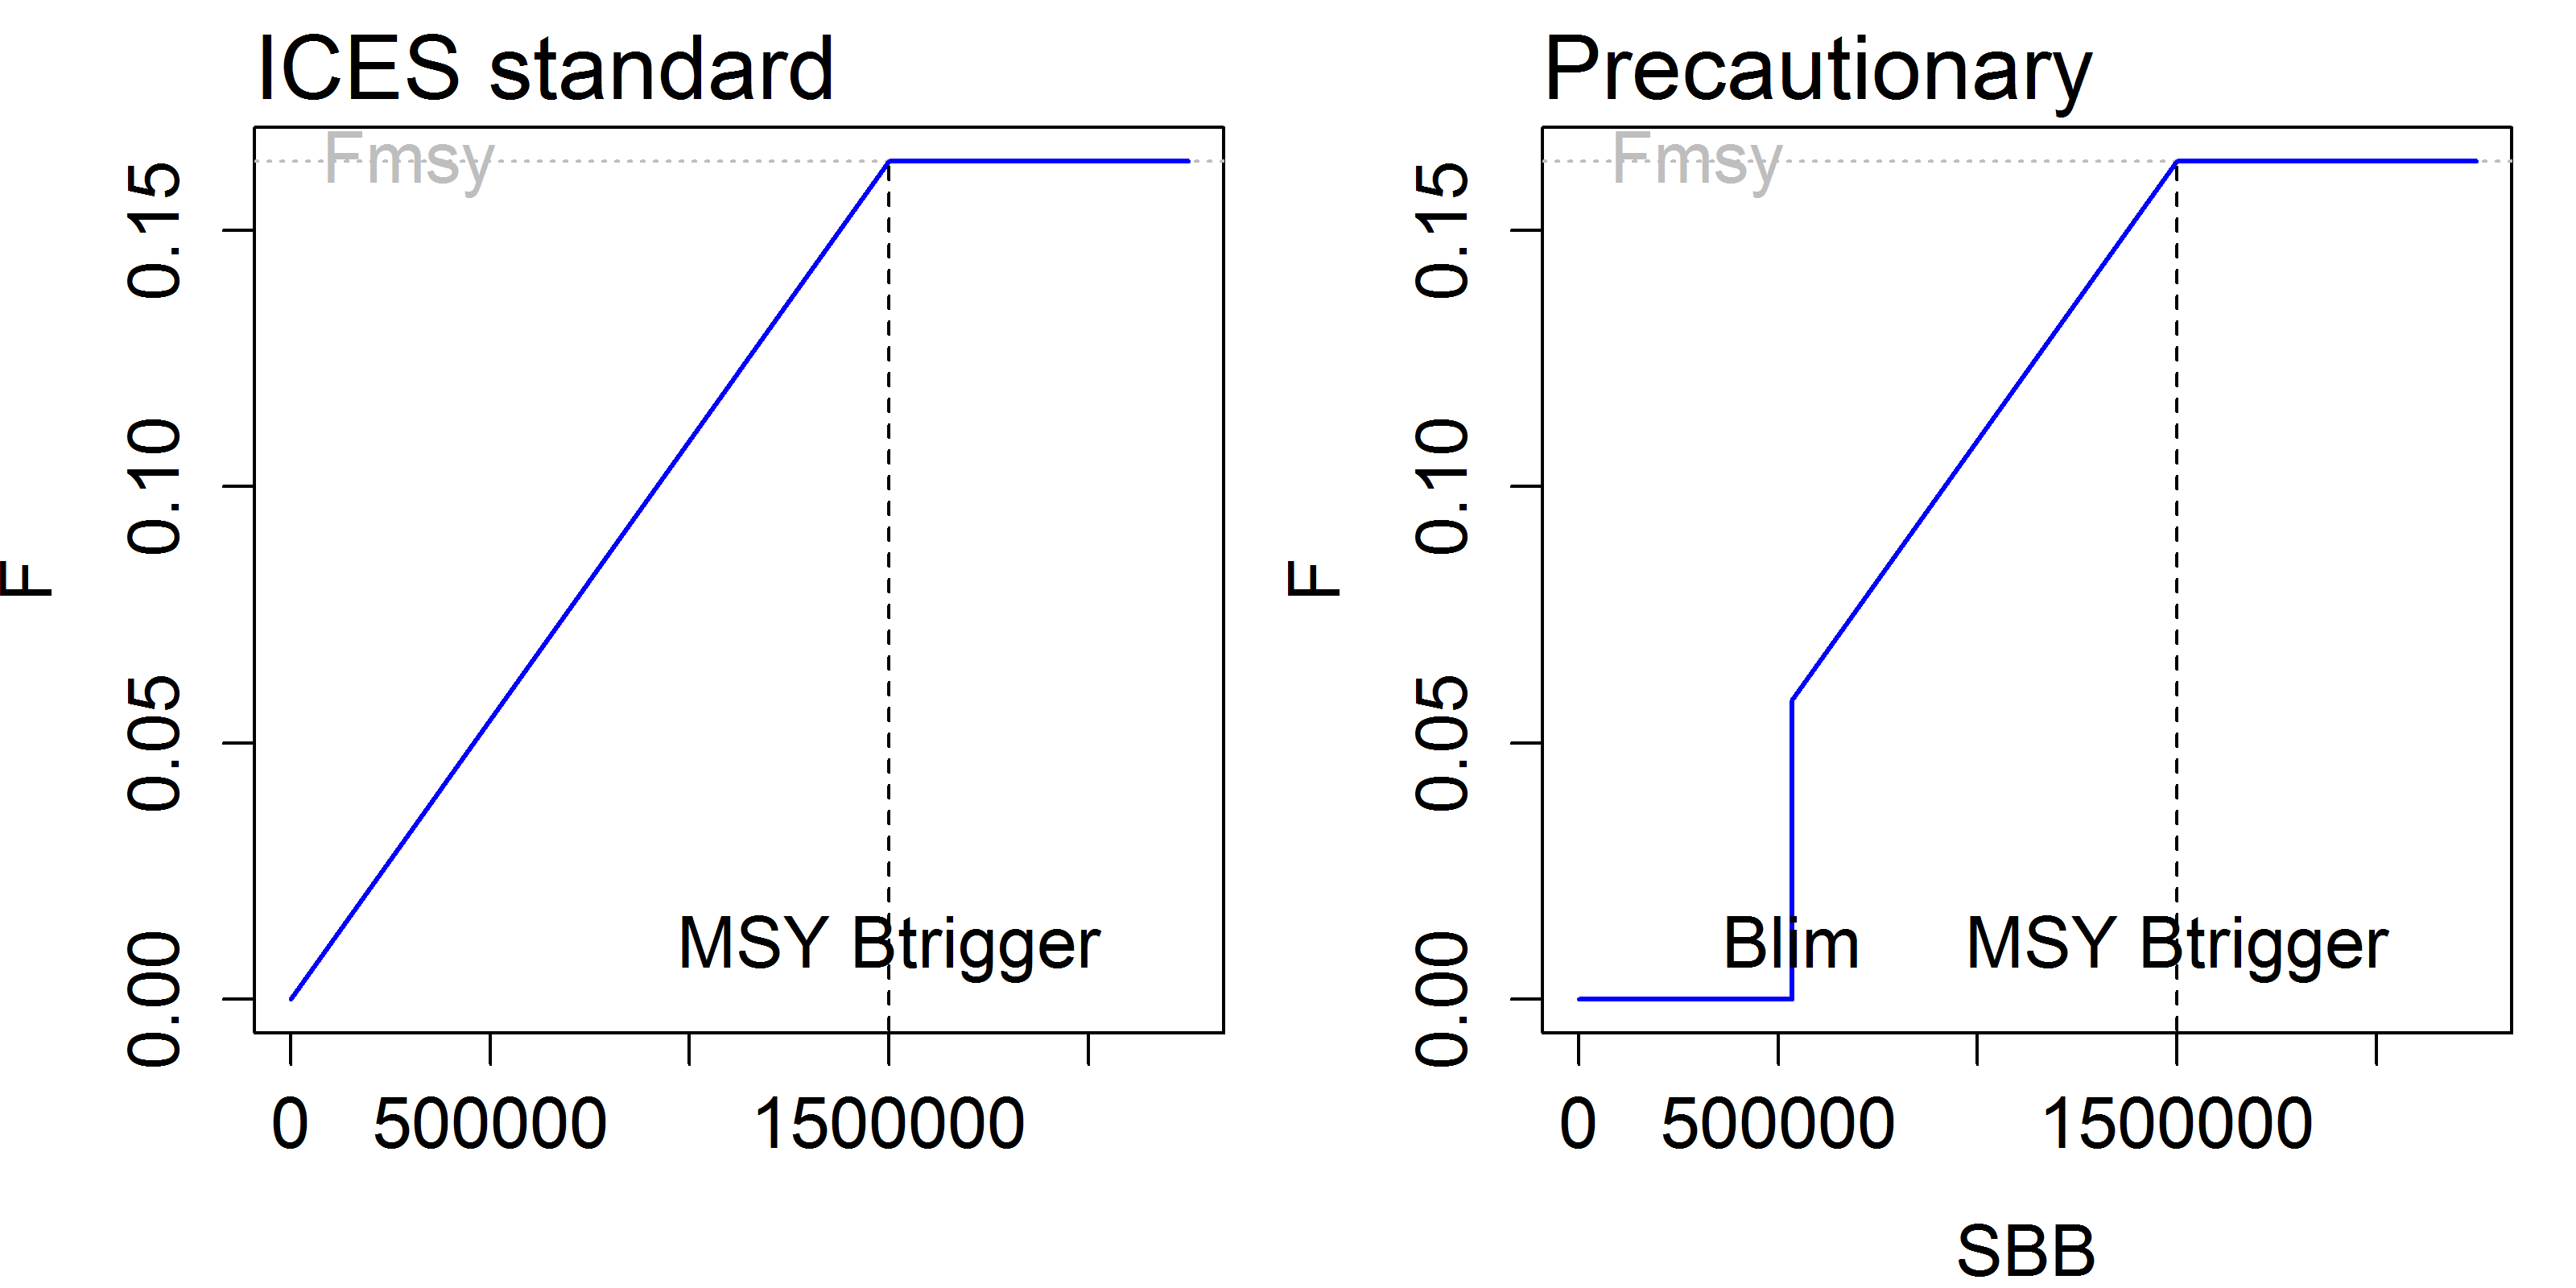 ICES standard
Fmsy
0.15
0.10
0.05
0.00
F
MSY Btrigger
0 500000 1500000
Precautionary
Fmsy
0.15
0.10
0.05
0.00
F
Blim MSY Btrigger
0 500000 1500000
SBB